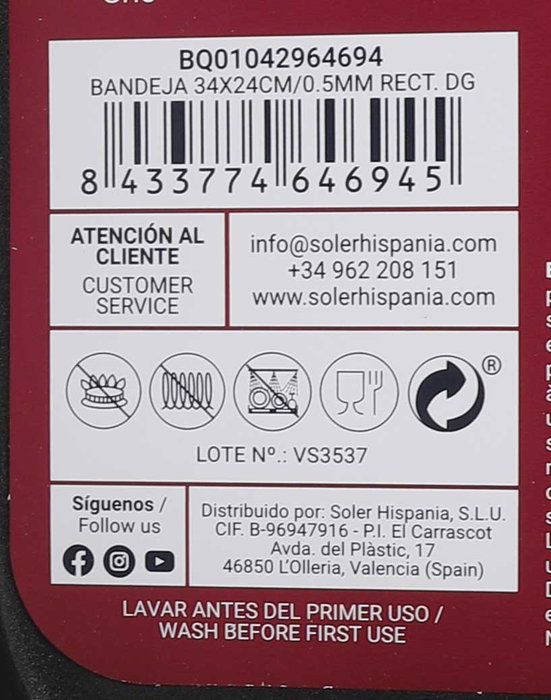 BQ01042964694
BANDEJA 34X24CM/0.5MM RECT. DG
8 433774 646945
ATENCIÓN AL
CLIENTE
CUSTOMER
SERVICE
info@solerhispania.com
+34 962 208 151
www.solerhispania.com
®
LOTE Nº.: VS3537
Síguenos /
Follow us
Distribuido por: Soler Hispania, S.L.U.
CIF. B-96947916 - P.I. El Carrascot
Avda. del Plàstic, 17
46850 L'Olleria, Valencia (Spain)
LAVAR ANTES DEL PRIMER USO /
WASH BEFORE FIRST USE